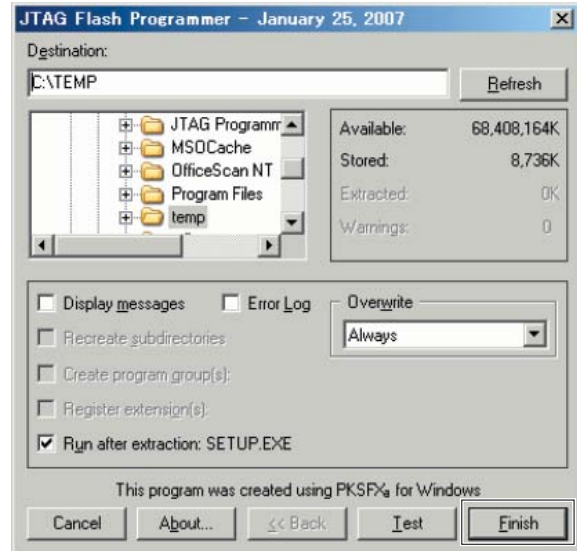 JTAG Flash Programmer - January 25, 2007
Destination:
C:\TEMP
Refresh
JTAG Programr
MSOCache
OfficeScan NT
Program Files
temp
Available: 68,408,164K
Stored: 8,736K
Extracted: 0K
Warnings: 0
Display messages
Error Log
Overwrite
Always
Recreate subdirectories
Create program group(s):
Register extension(s):
Run after extraction: SETUP.EXE
This program was created using PKSFXa for Windows
Cancel About... << Back Test Finish